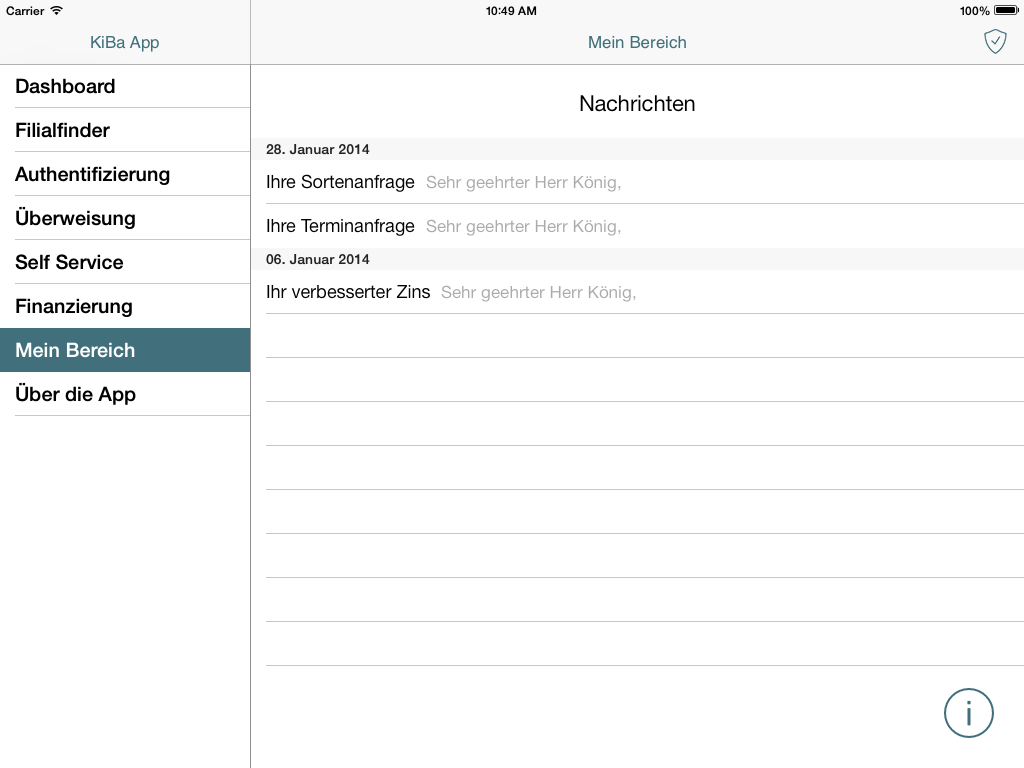 Carrier 10:49 AM 100%
KiBa App
Mein Bereich
Dashboard
Filialfinder
Authentifizierung
Überweisung
Self Service
Finanzierung
Mein Bereich
Über die App
Nachrichten
28. Januar 2014
Ihre Sortenanfrage Sehr geehrter Herr König,
Ihre Terminanfrage Sehr geehrter Herr König,
06. Januar 2014
Ihr verbesserter Zins Sehr geehrter Herr König,
i